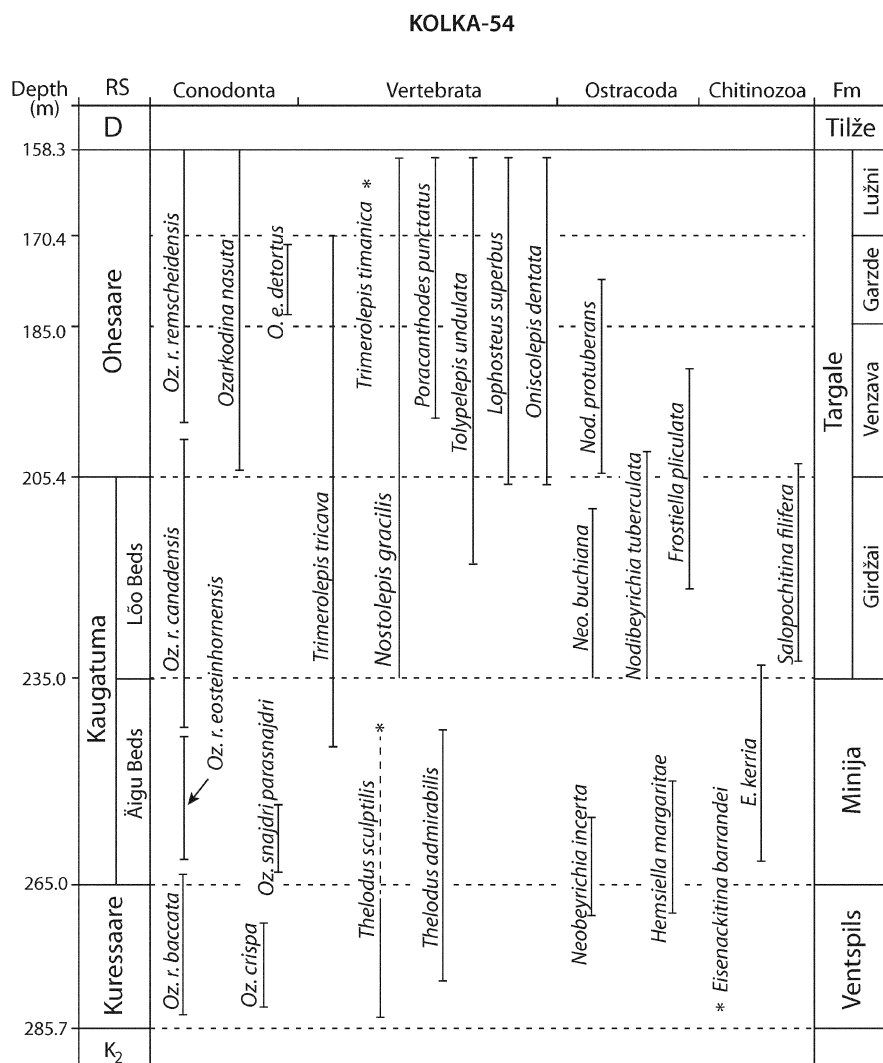 KOLKA-54
Depth
(m)
RS
Conodonta
Vertebrata
Ostracoda
Chitinozoa
Fm
D
Tilže
158.3
170.4
185.0
205.4
235.0
265.0
285.7
Ohesaare
Kaugatuma
Lõo Beds
Äigu Beds
Kuressaare
K2
Oz. r. remscheidensis
Ozarkodina nasuta
O. e. detortus
Oz. r. canadensis
Oz. r. eosteinhornensis
Oz. snajdri parasnajdri
Oz. r. baccata
Oz. crispa
Trimerolepis timanica *
Poracanthodes punctatus
Tolypelepis undulata
Lophosteus superbus
Oniscolepis dentata
Trimerolepis tricava
Nostolepis gracilis
*
Thelodus sculptilis
Thelodus admirabilis
Nod. protuberans
Neo. buchiana
Nodibeyrichia tuberculata
Frostiella pliculata
Neobeyrichia incerta
Hemsiella margaritae
Salopochitina filifera
E. kerria
* Eisenackitina barrandei
Targale
Lužni
Garzde
Venzava
Girdžai
Minija
Ventspils